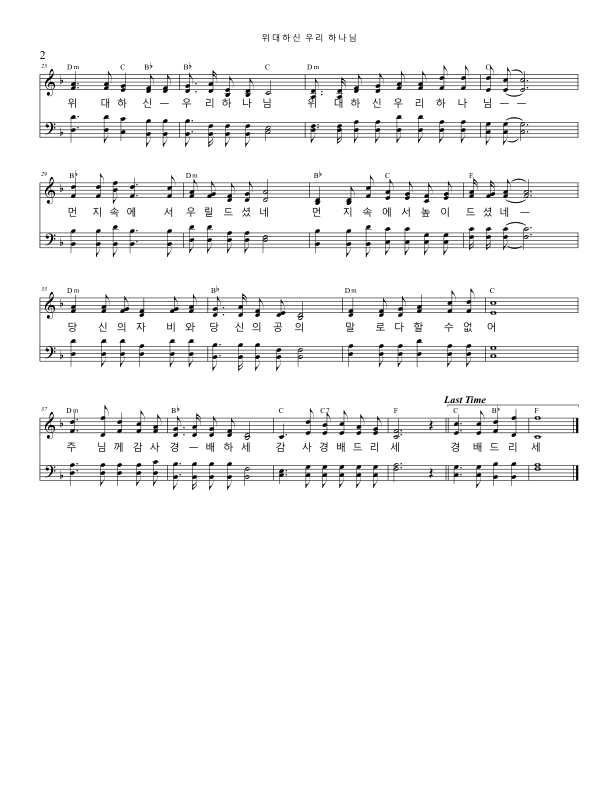 위대하신 우리 하나님
2
25 Dm C B♭ B♭ C Dm C
위 대 하 신 — 우 리 하 나 님 위 대 하 신 우 리 하 나 님 — —
29 B♭ Dm B♭ C F
먼 지 속 에 서 우 릴 드 셨 네 먼 지 속 에 서 높 이 드 셨 네 —
33 Dm B♭ Dm C
당 신 의 자 비 와 당 신 의 공 의 말 로 다 할 수 없 어
Last Time
37 Dm B♭ C C7 F C B♭ F
주 님 께 감 사 경 — 배 하 세 감 사 경 배 드 리 세 경 배 드 리 세